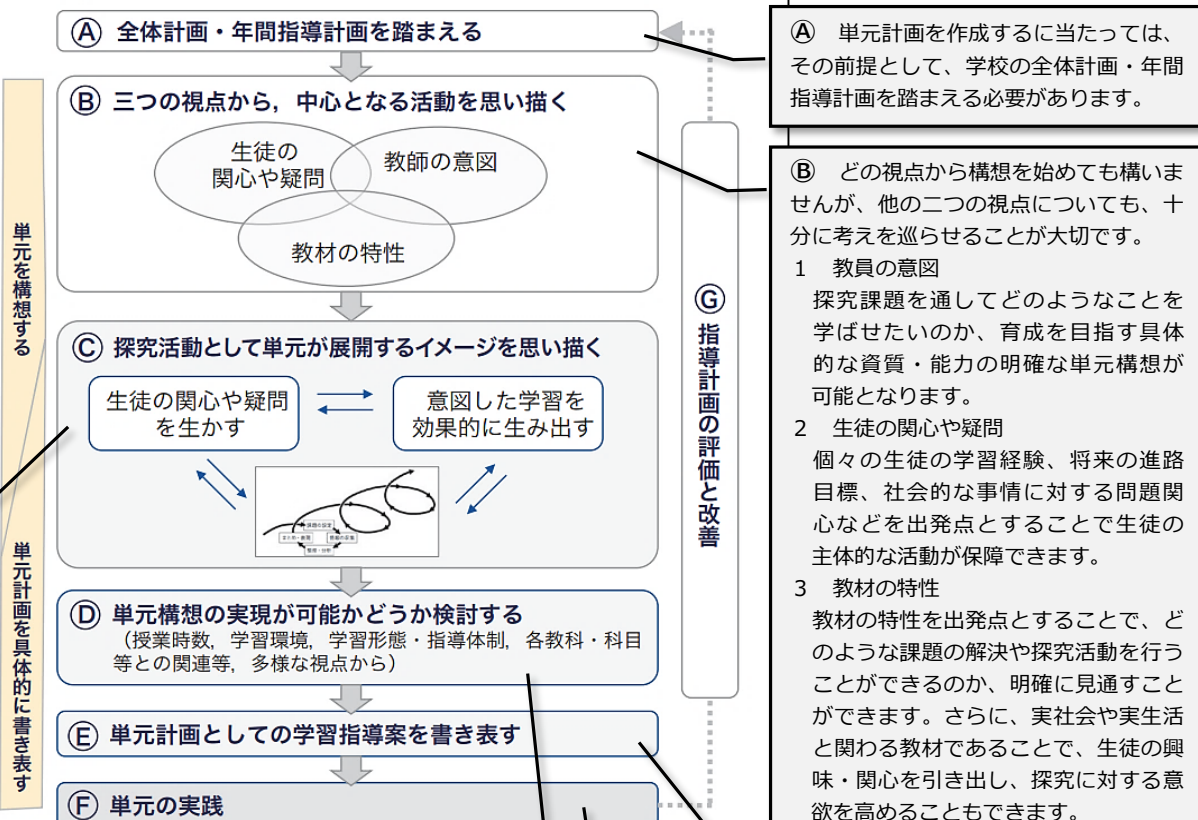 Ⓐ 全体計画・年間指導計画を踏まえる
Ⓑ 三つの視点から，中心となる活動を思い描く
生徒の
関心や疑問
教師の意図
教材の特性
単元を構想する
Ⓒ 探究活動として単元が展開するイメージを思い描く
生徒の関心や疑問
を生かす
意図した学習を
効果的に生み出す
課題の設定
まとめ・表現
情報の収集
整理・分析
単元計画を具体的に書き表す
Ⓓ 単元構想の実現が可能かどうか検討する
（授業時数，学習環境，学習形態・指導体制，各教科・科目
等との関連等，多様な視点から）
Ⓔ 単元計画としての学習指導案を書き表す
Ⓕ 単元の実践
Ⓖ 指導計画の評価と改善
Ⓐ 単元計画を作成するに当たっては、
その前提として、学校の全体計画・年間
指導計画を踏まえる必要があります。
Ⓑ どの視点から構想を始めても構いま
せんが、他の二つの視点についても、十
分に考えを巡らせることが大切です。
1 教員の意図
探究課題を通してどのようなことを
学ばせたいのか、育成を目指す具体
的な資質・能力の明確な単元構想が
可能となります。
2 生徒の関心や疑問
個々の生徒の学習経験、将来の進路
目標、社会的な事情に対する問題関
心などを出発点とすることで生徒の
主体的な活動が保障できます。
3 教材の特性
教材の特性を出発点とすることで、ど
のような課題の解決や探究活動を行う
ことができるのか、明確に見通すこと
ができます。さらに、実社会や実生活
と関わる教材であることで、生徒の興
味・関心を引き出し、探究に対する意
欲を高めることもできます。